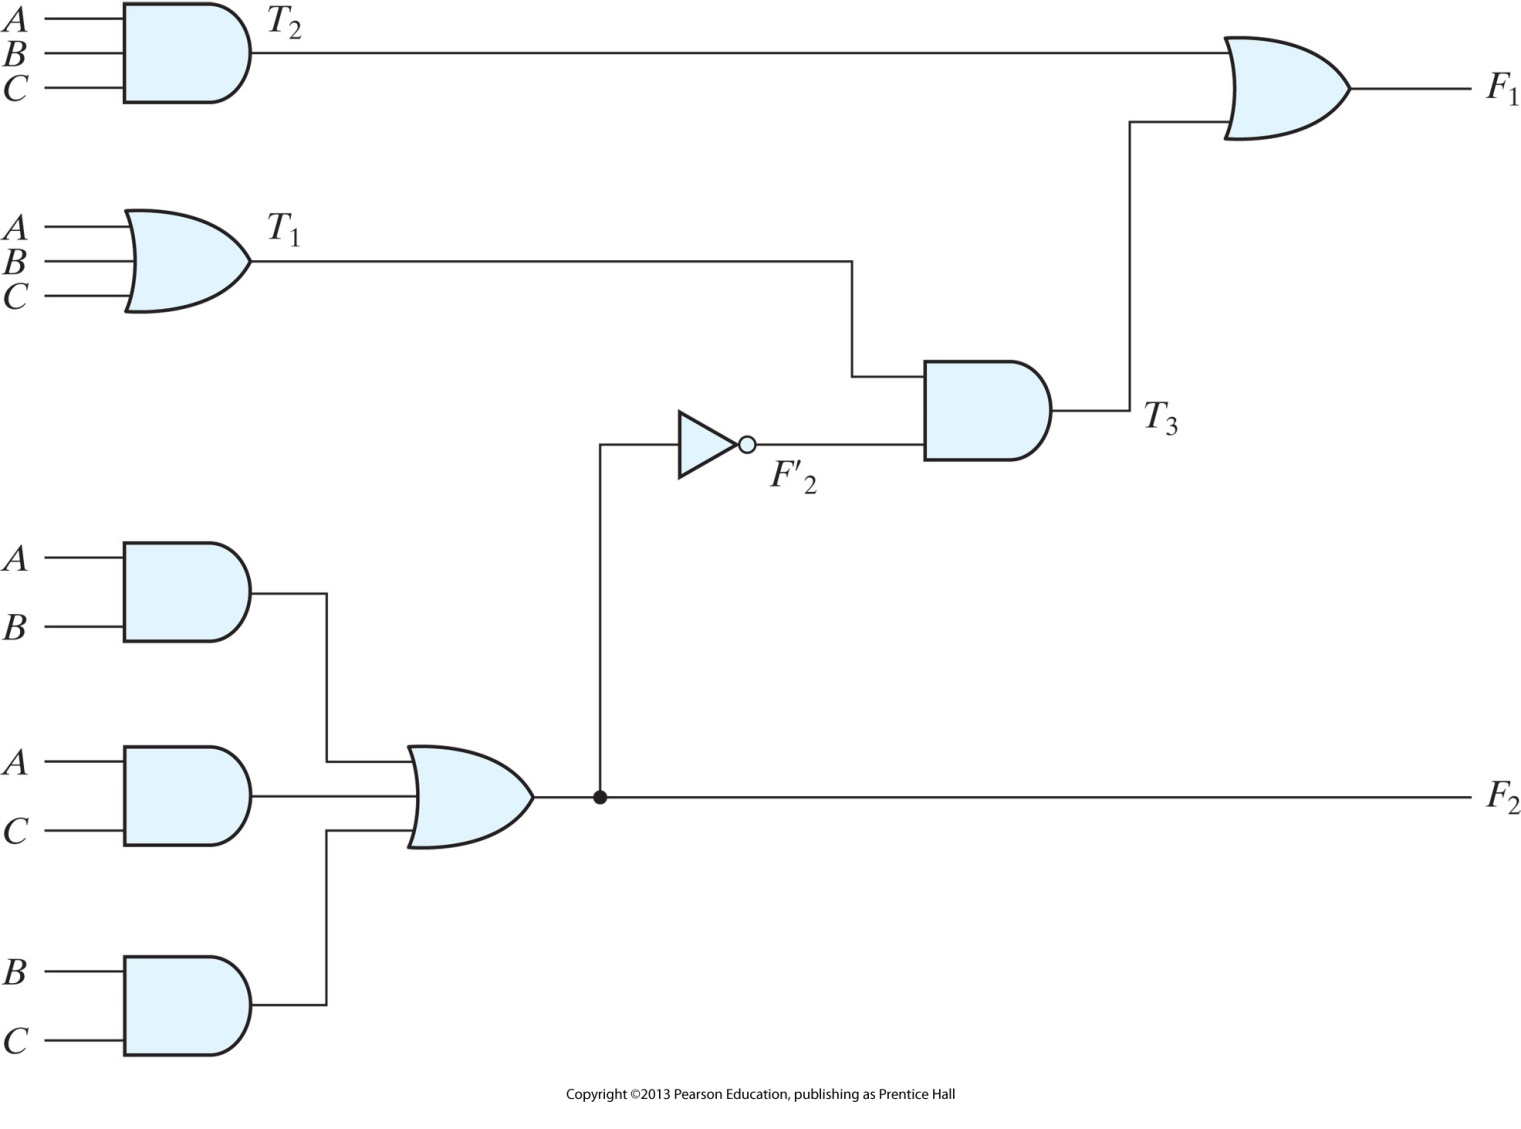 A
B
C
T2
F1
A
B
C
T1
T3
F'2
A
B
A
C
F2
B
C
Copyright ©2013 Pearson Education, publishing as Prentice Hall